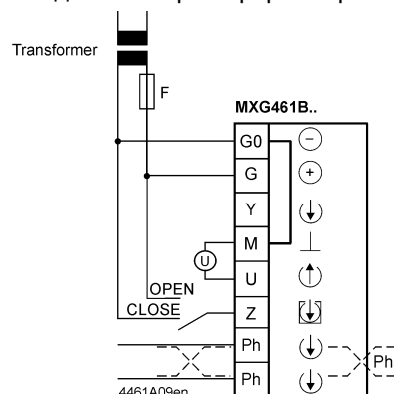 Transformer
F
MXG461B..
G0
G
Y
M
U
U
OPEN
CLOSE
Z
Ph
Ph
Ph
4461A09en